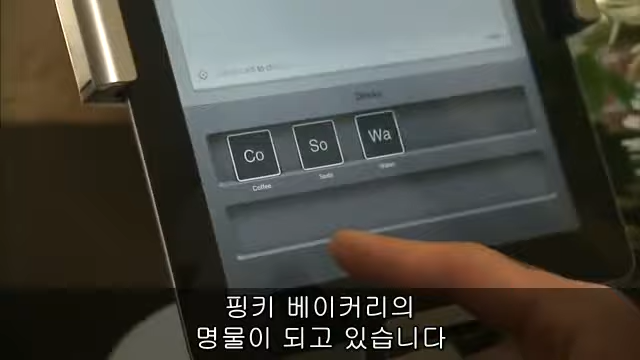 Drinks
Co
So
Wa
Coffee
Soda
Water
핑키 베이커리의
명물이 되고 있습니다